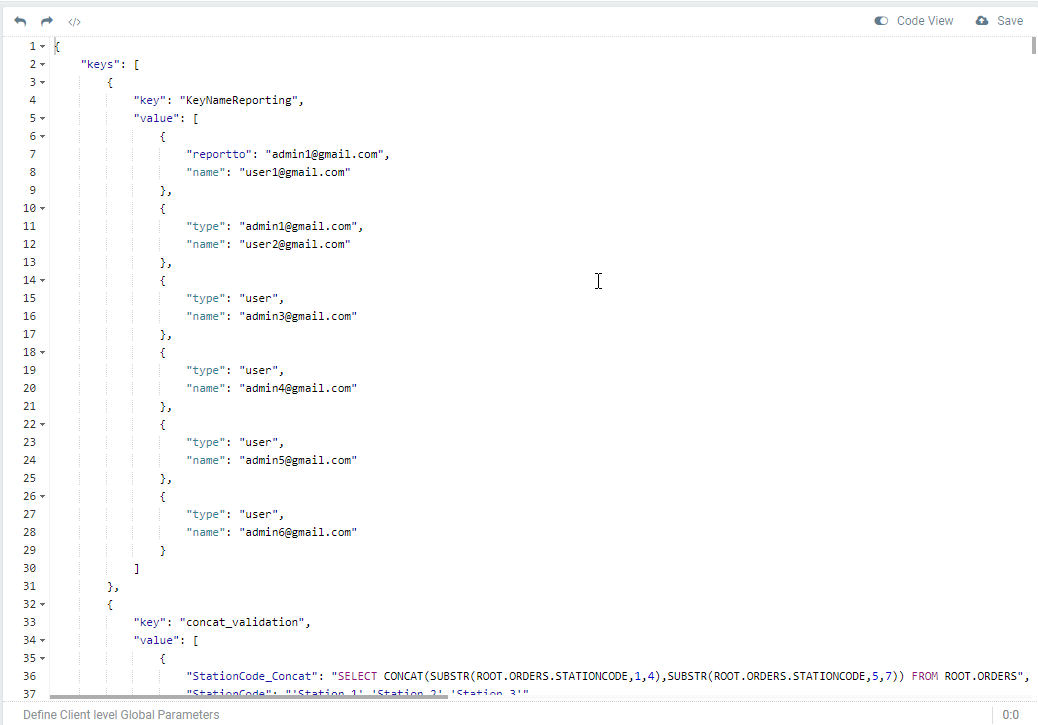 </> Code View Save
1 {
2 "keys": [
3 {
4 "key": "KeyNameReporting",
5 "value": [
6 {
7 "reportto": "admin1@gmail.com",
8 "name": "user1@gmail.com"
9 },
10 {
11 "type": "admin1@gmail.com",
12 "name": "user2@gmail.com"
13 },
14 {
15 "type": "user",
16 "name": "admin3@gmail.com"
17 },
18 {
19 "type": "user",
20 "name": "admin4@gmail.com"
21 },
22 {
23 "type": "user",
24 "name": "admin5@gmail.com"
25 },
26 {
27 "type": "user",
28 "name": "admin6@gmail.com"
29 }
30 ]
31 },
32 {
33 "key": "concat_validation",
34 "value": [
35 {
36 "StationCode_Concat": "SELECT CONCAT(SUBSTR(ROOT.ORDERS.STATIONCODE,1,4),SUBSTR(ROOT.ORDERS.STATIONCODE,5,7)) FROM ROOT.ORDERS",
37 "StationCode": "'Station 1','Station 2','Station 3'"
Define Client level Global Parameters 0:0